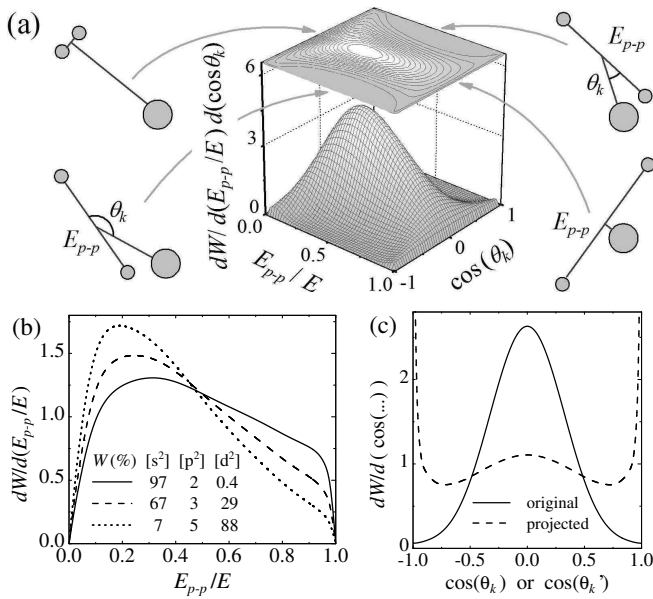 (a)
dW/ d(E_{p-p} /E) d(cosθ_k)
6
3
0
0.0
0.5
1.0
E_{p-p} / E
-1
0
1
cos (θ_k)
E_{p-p}
θ_k
θ_k
E_{p-p}
E_{p-p}
(b)
dW/d(E_{p-p} /E)
1.5
1.0
0.5
0.0
W(%) [s²] [p²] [d²]
97 2 0.4
67 3 29
7 5 88
0.0 0.2 0.4 0.6 0.8 1.0
E_{p-p}/E
(c)
dW/d ( cos(...))
2
1
0
original
projected
-1.0 -0.5 0.0 0.5 1.0
cos(θ_k) or cos(θ_k')